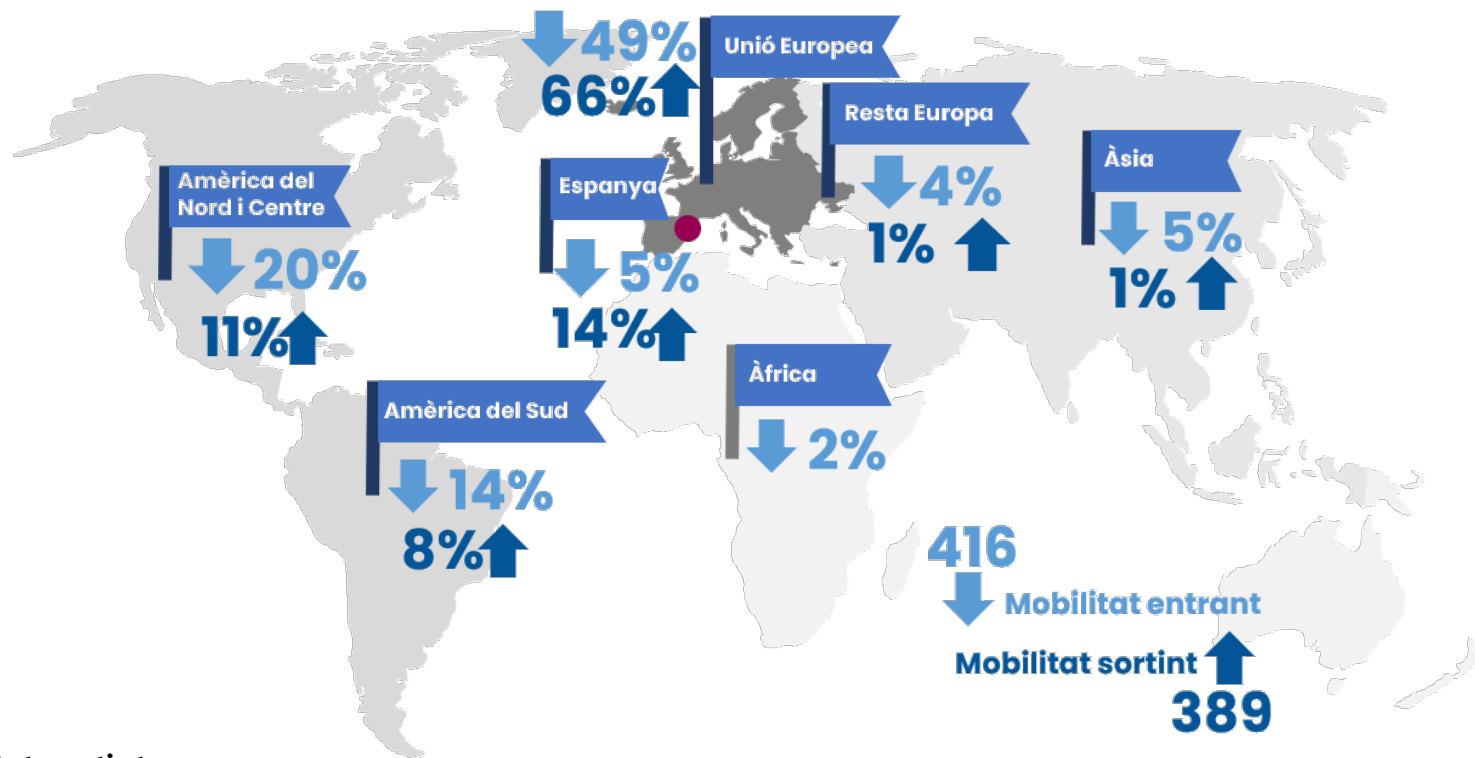 49%
66%
Unió Europea
Resta Europa
4%
1%
Àsia
5%
1%
Amèrica del
Nord i Centre
20%
11%
Espanya
5%
14%
Àfrica
2%
Amèrica del Sud
14%
8%
416
Mobilitat entrant
Mobilitat sortint
389